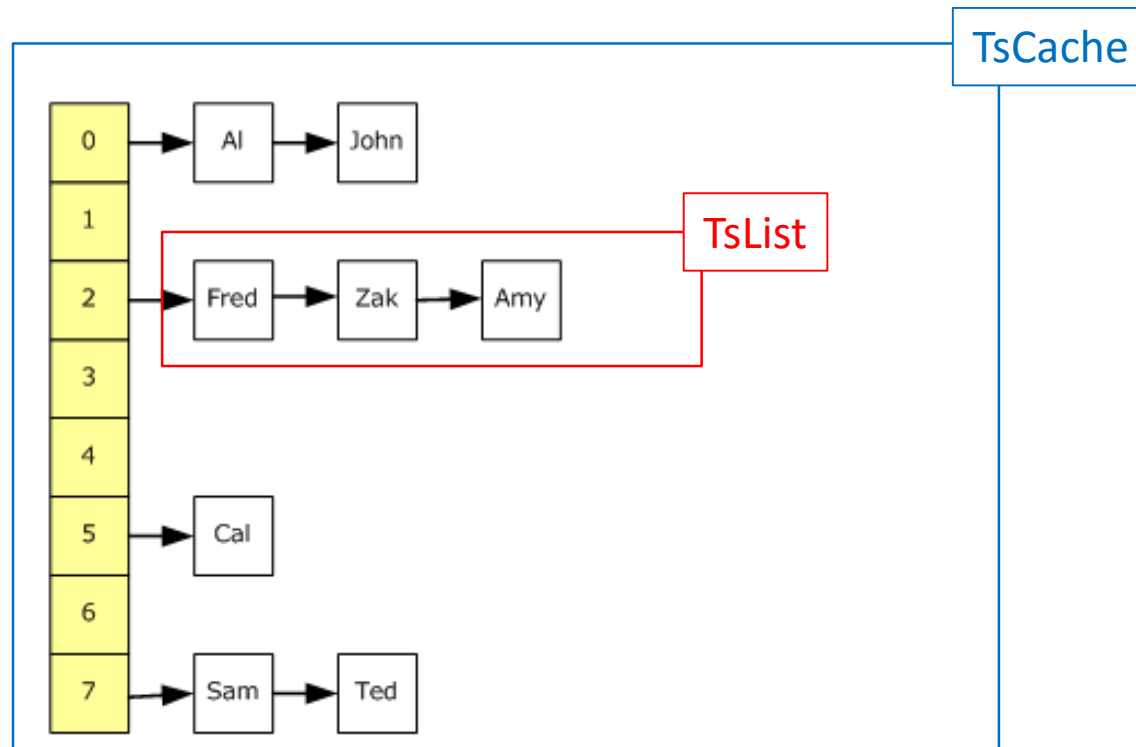 TsCache
0 Al John
1
TsList
2 Fred Zak Amy
3
4
5 Cal
6
7 Sam Ted